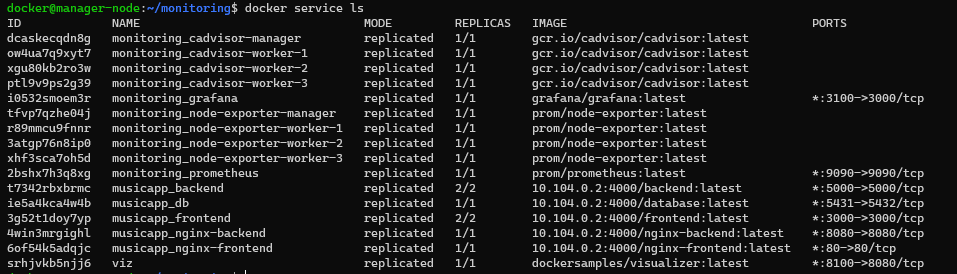 docker@manager-node:~/monitoring$ docker service ls
ID NAME MODE REPLICAS IMAGE PORTS
dcaskecqdn8g monitoring_cadvisor-manager replicated 1/1 gcr.io/cadvisor/cadvisor:latest
ow4ua7q9xyt7 monitoring_cadvisor-worker-1 replicated 1/1 gcr.io/cadvisor/cadvisor:latest
xgu80kb2ro3w monitoring_cadvisor-worker-2 replicated 1/1 gcr.io/cadvisor/cadvisor:latest
ptl9v9ps2g39 monitoring_cadvisor-worker-3 replicated 1/1 gcr.io/cadvisor/cadvisor:latest
i0532smoem3r monitoring_grafana replicated 1/1 grafana/grafana:latest *:3100->3000/tcp
tfvp7qzhe04j monitoring_node-exporter-manager replicated 1/1 prom/node-exporter:latest
r89mmcu9fnnr monitoring_node-exporter-worker-1 replicated 1/1 prom/node-exporter:latest
3atgp76n8ip0 monitoring_node-exporter-worker-2 replicated 1/1 prom/node-exporter:latest
xhf3sca7oh5d monitoring_node-exporter-worker-3 replicated 1/1 prom/node-exporter:latest
2bshx7h3q8xg monitoring_prometheus replicated 1/1 prom/prometheus:latest *:9090->9090/tcp
t7342rbxbrmc musicapp_backend replicated 2/2 10.104.0.2:4000/backend:latest *:5000->5000/tcp
ie5a4kca4w4b musicapp_db replicated 1/1 10.104.0.2:4000/database:latest *:5431->5432/tcp
3g52t1doy7yp musicapp_frontend replicated 2/2 10.104.0.2:4000/frontend:latest *:3000->3000/tcp
4win3mrgighl musicapp_nginx-backend replicated 1/1 10.104.0.2:4000/nginx-backend:latest *:8080->8080/tcp
6of54k5adqjc musicapp_nginx-frontend replicated 1/1 10.104.0.2:4000/nginx-frontend:latest *:80->80/tcp
srhjvkb5njj6 viz replicated 1/1 dockersamples/visualizer:latest *:8100->8080/tcp